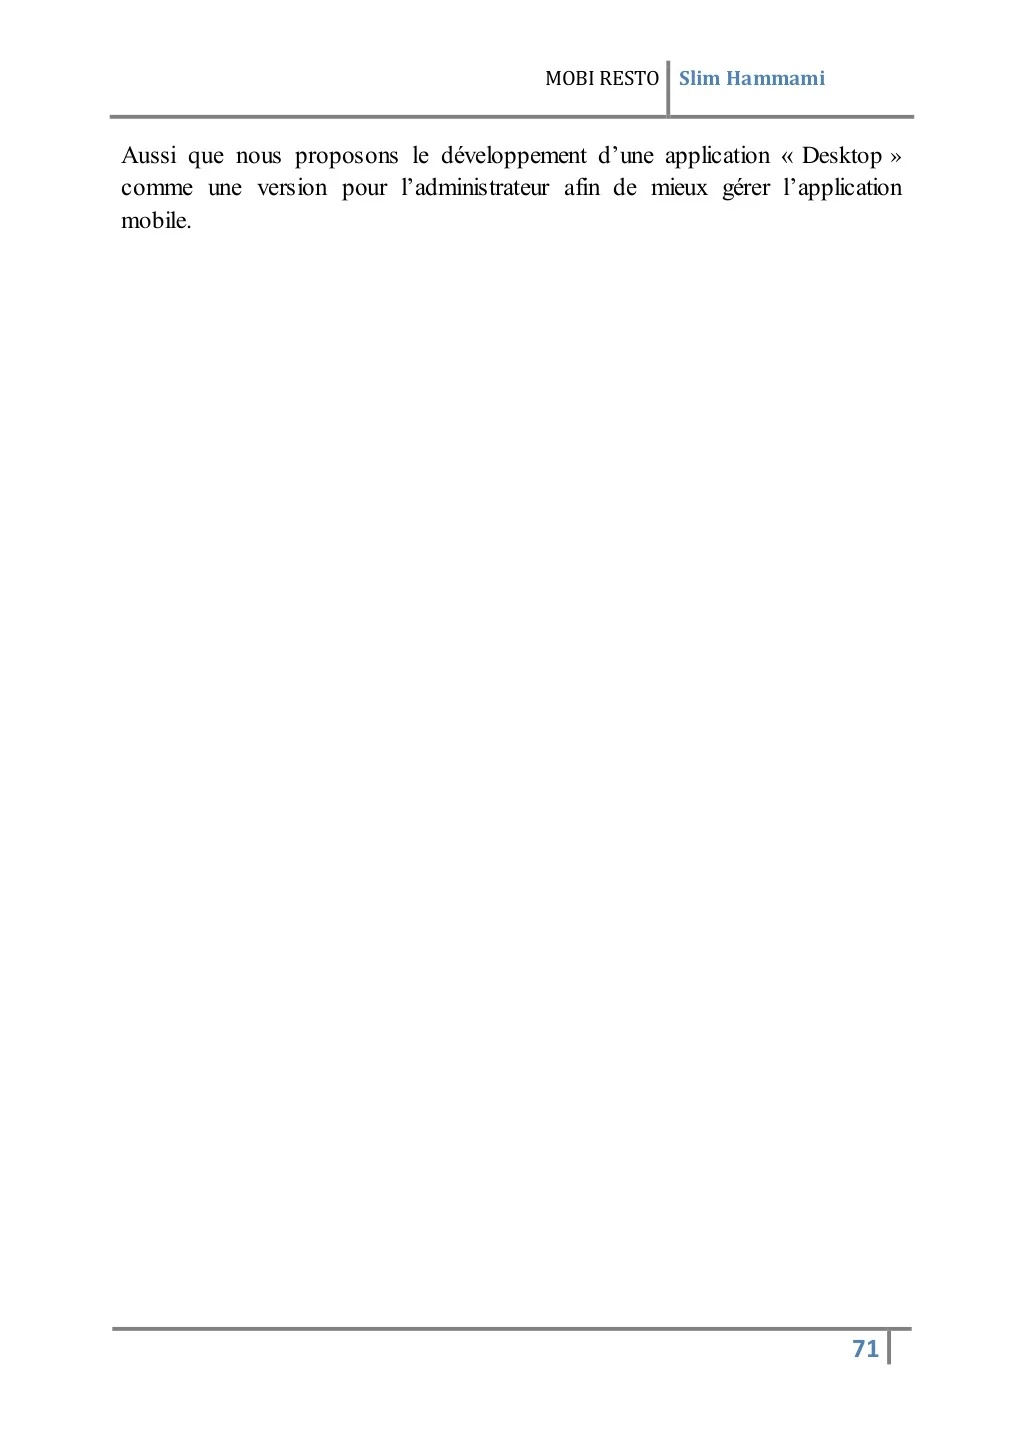 MOBI RESTO Slim Hammami
Aussi que nous proposons le développement d’une application « Desktop »
comme une version pour l’administrateur afin de mieux gérer l’application
mobile.
71